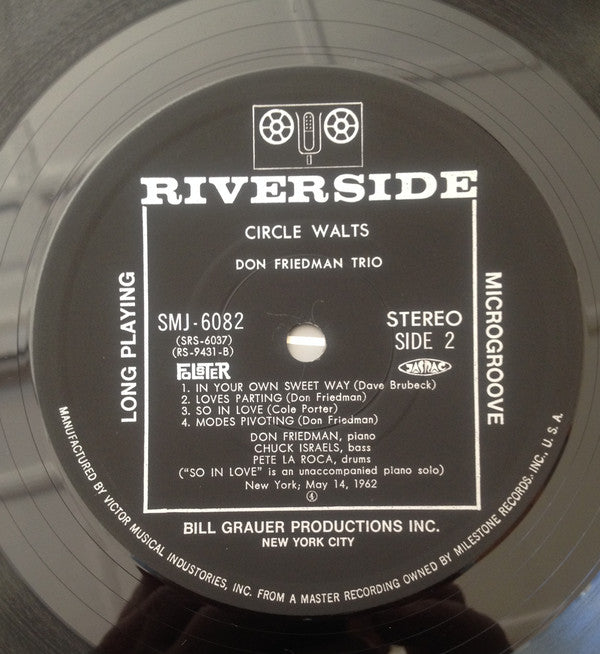 RIVERSIDE
CIRCLE WALTS
DON FRIEDMAN TRIO
LONG PLAYING
MICROGROOVE
SMJ-6082
(SRS-6037)
(RS-9431-B)
STEREO
SIDE 2
JASRAC
1. IN YOUR OWN SWEET WAY (Dave Brubeck)
2. LOVES PARTING (Don Friedman)
3. SO IN LOVE (Cole Porter)
4. MODES PIVOTING (Don Friedman)
DON FRIEDMAN, piano
CHUCK ISRAELS, bass
PETE LA ROCA, drums
("SO IN LOVE" is an unaccompanied piano solo)
New York; May 14, 1962
BILL GRAUER PRODUCTIONS INC.
NEW YORK CITY
MANUFACTURED BY VICTOR MUSICAL INDUSTRIES, INC. FROM A MASTER RECORDING OWNED BY MILESTONE RECORDS, INC., U.S.A.